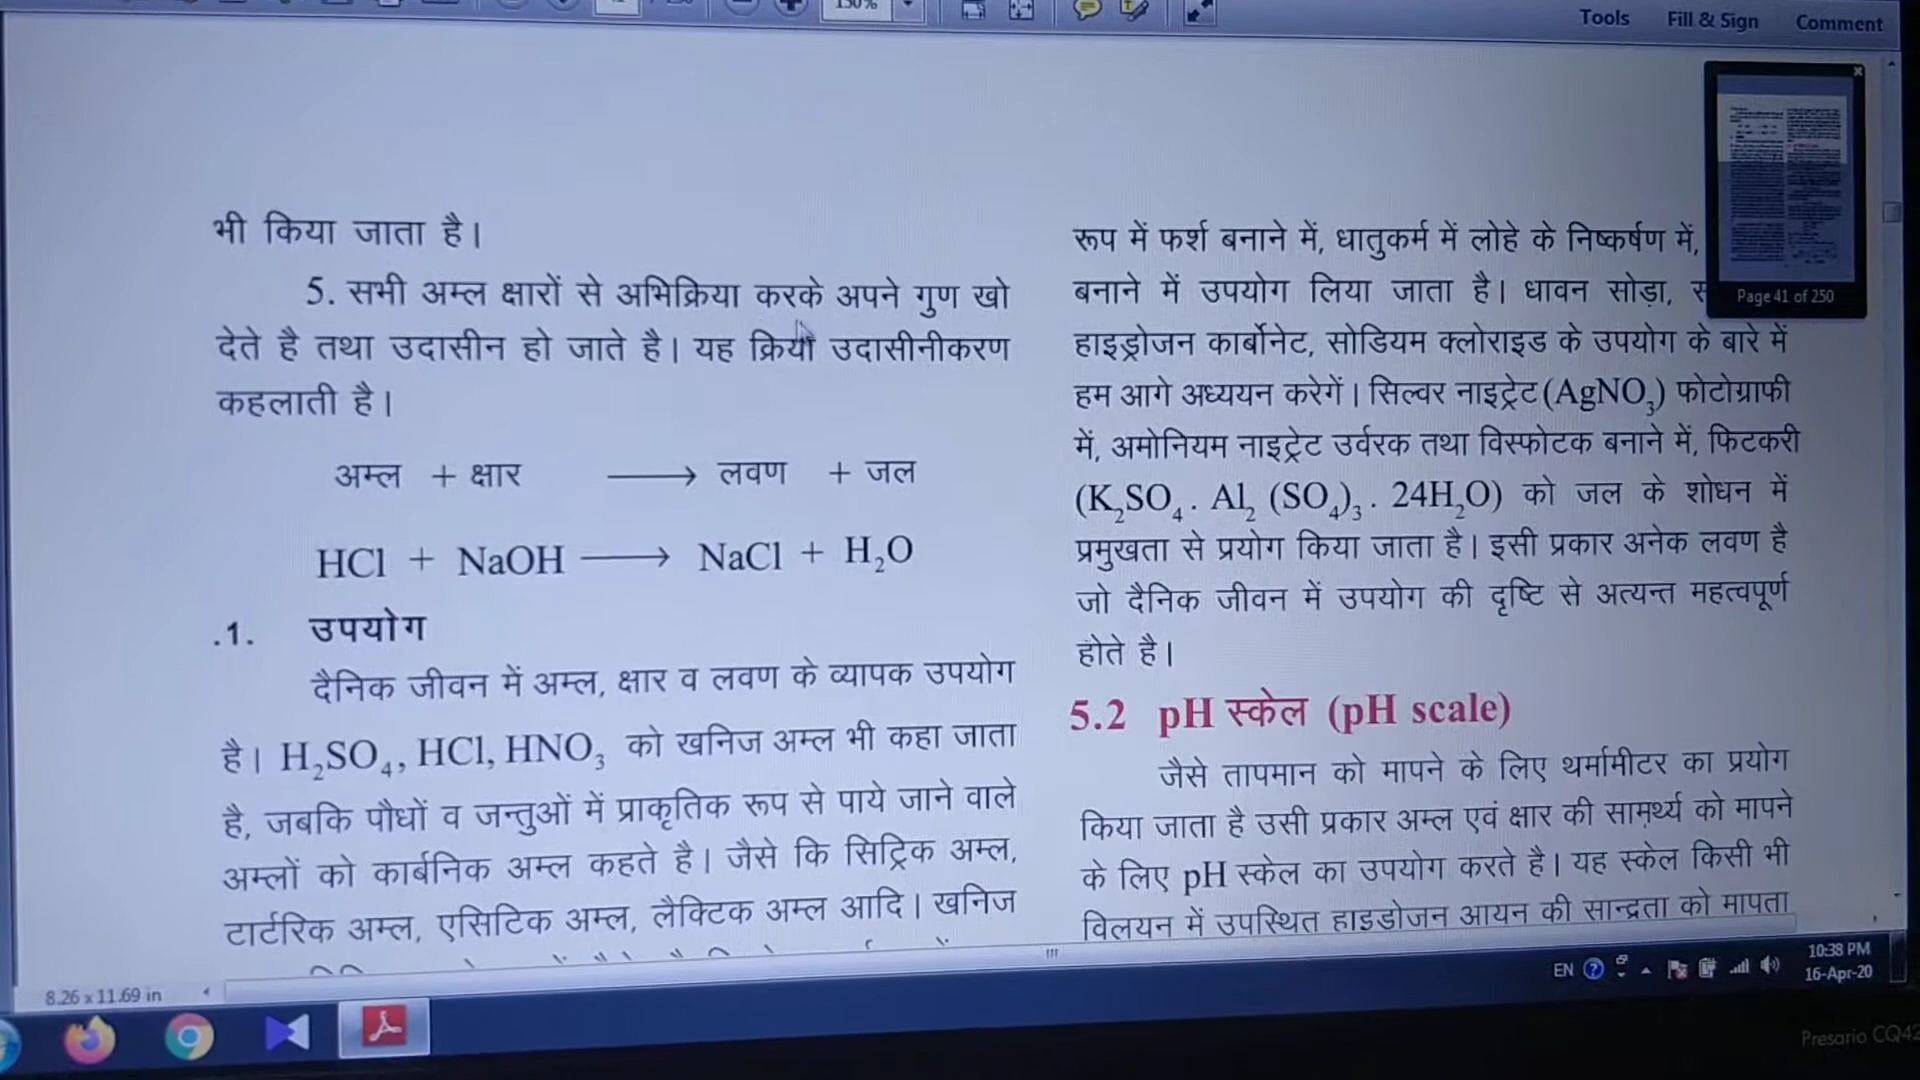 150%
Tools Fill & Sign Comment
भी किया जाता है।
5. सभी अम्ल क्षारों से अभिक्रिया करके अपने गुण खो
देते है तथा उदासीन हो जाते है। यह क्रिया उदासीनीकरण
कहलाती है।
अम्ल + क्षार ⟶ लवण + जल
HCl + NaOH ⟶ NaCl + H₂O
.1. उपयोग
दैनिक जीवन में अम्ल, क्षार व लवण के व्यापक उपयोग
है। H₂SO₄, HCl, HNO₃ को खनिज अम्ल भी कहा जाता
है, जबकि पौधों व जन्तुओं में प्राकृतिक रूप से पाये जाने वाले
अम्लों को कार्बनिक अम्ल कहते है। जैसे कि सिट्रिक अम्ल,
टार्टरिक अम्ल, एसिटिक अम्ल, लैक्टिक अम्ल आदि। खनिज
रूप में फर्श बनाने में, धातुकर्म में लोहे के निष्कर्षण में,
बनाने में उपयोग लिया जाता है। धावन सोड़ा,
हाइड्रोजन कार्बोनेट, सोडियम क्लोराइड के उपयोग के बारे में
हम आगे अध्ययन करेगें। सिल्वर नाइट्रेट(AgNO₃) फोटोग्राफी
में, अमोनियम नाइट्रेट उर्वरक तथा विस्फोटक बनाने में, फिटकरी
(K₂SO₄. Al₂ (SO₄)₃. 24H₂O) को जल के शोधन में
प्रमुखता से प्रयोग किया जाता है। इसी प्रकार अनेक लवण है
जो दैनिक जीवन में उपयोग की दृष्टि से अत्यन्त महत्वपूर्ण
होते है।
5.2 pH स्केल (pH scale)
जैसे तापमान को मापने के लिए थर्मामीटर का प्रयोग
किया जाता है उसी प्रकार अम्ल एवं क्षार की सामर्थ्य को मापने
के लिए pH स्केल का उपयोग करते है। यह स्केल किसी भी
विलयन में उपस्थित हाइड्रोजन आयन की सान्द्रता को मापता
Page 41 of 250
8.26 x 11.69 in
EN
10:38 PM
16-Apr-20
Presario CQ42